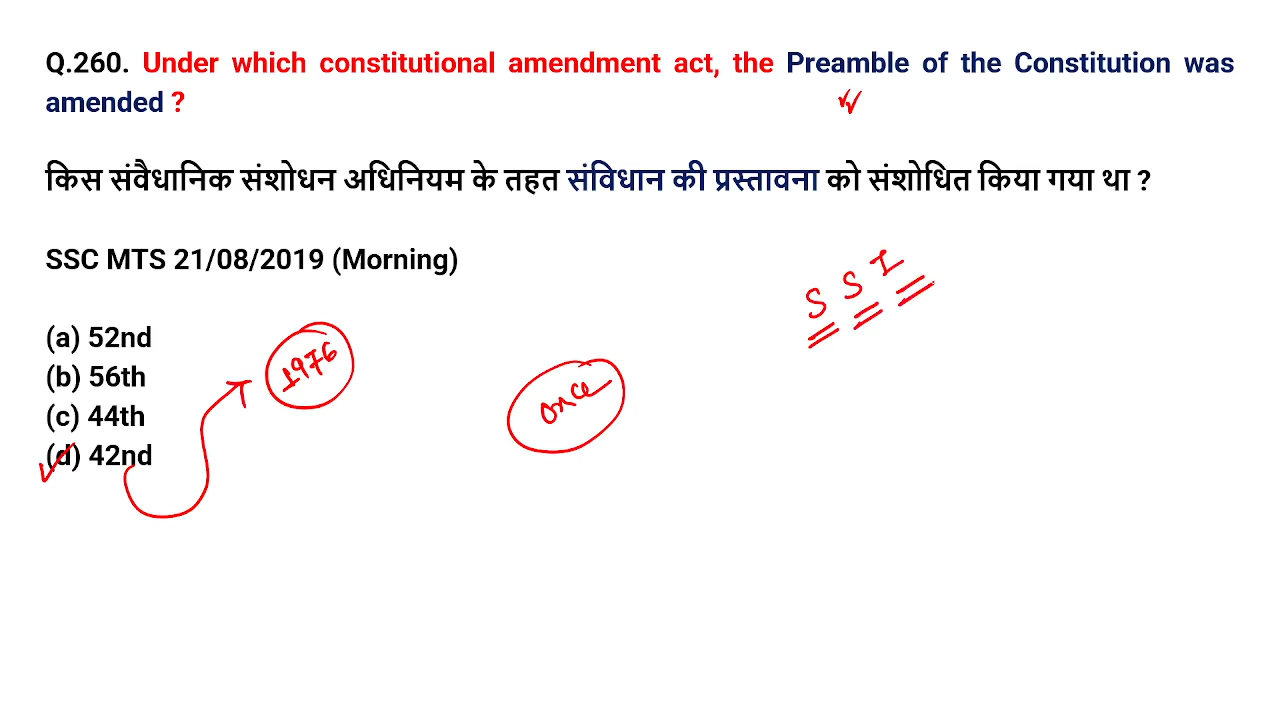 Q.260. Under which constitutional amendment act, the Preamble of the Constitution was
amended ?
किस संवैधानिक संशोधन अधिनियम के तहत संविधान की प्रस्तावना को संशोधित किया गया था ?
SSC MTS 21/08/2019 (Morning)
S S I
(a) 52nd
1976
(b) 56th
once
(c) 44th
(d) 42nd